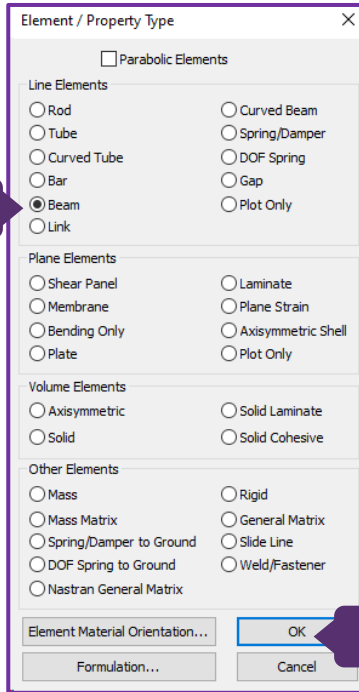 Element / Property Type
Parabolic Elements
Line Elements
Rod
Curved Beam
Tube
Spring/Damper
Curved Tube
DOF Spring
Bar
Gap
Beam
Plot Only
Link
Plane Elements
Shear Panel
Laminate
Membrane
Plane Strain
Bending Only
Axisymmetric Shell
Plate
Plot Only
Volume Elements
Axisymmetric
Solid Laminate
Solid
Solid Cohesive
Other Elements
Mass
Rigid
Mass Matrix
General Matrix
Spring/Damper to Ground
Slide Line
DOF Spring to Ground
Weld/Fastener
Nastran General Matrix
Element Material Orientation...
OK
Formulation...
Cancel